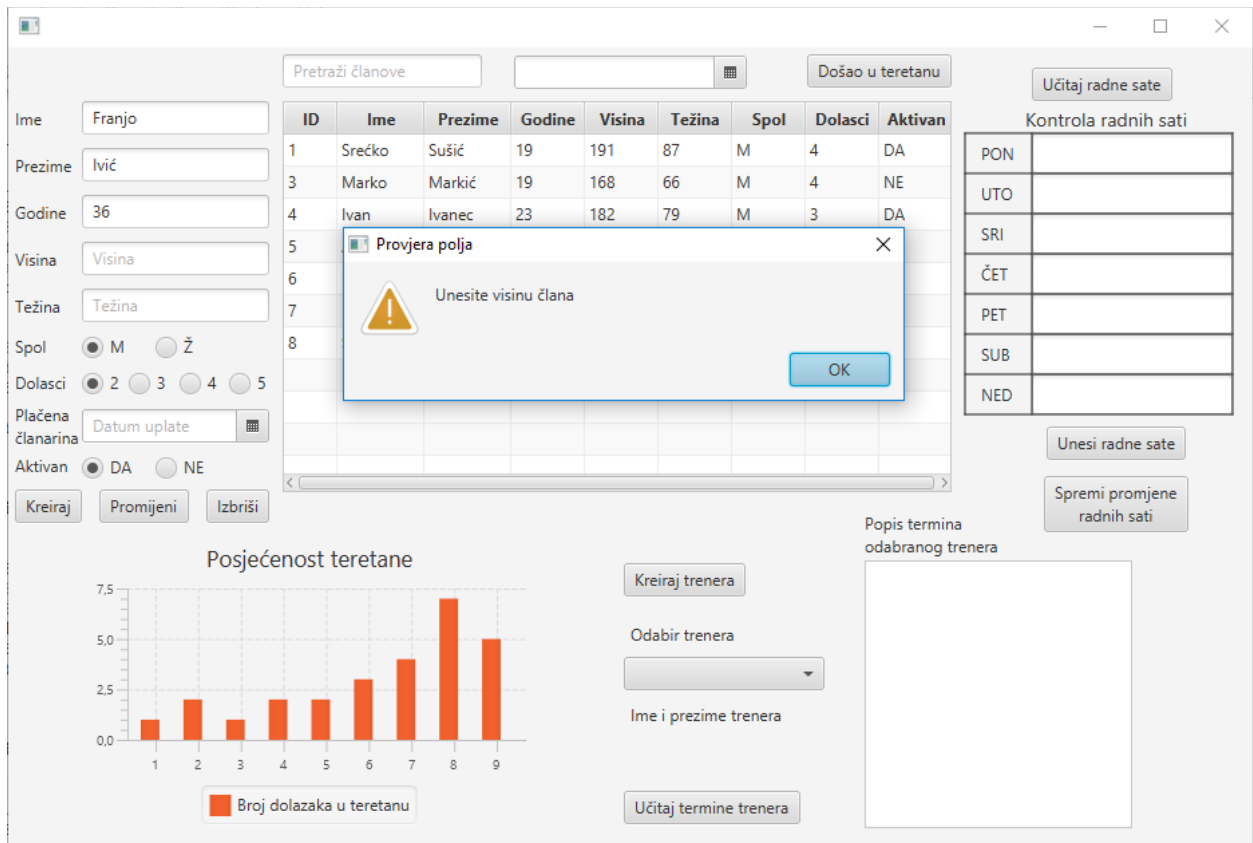 Pretraži članove
Došao u teretanu
Učitaj radne sate
Ime
Franjo
Prezime
Ivić
Godine
36
Visina
Visina
Težina
Težina
Spol
M
Ž
Dolasci
2
3
4
5
Plačena
članarina
Datum uplate
Aktivan
DA
NE
Kreiraj
Promijeni
Izbriši
ID Ime Prezime Godine Visina Težina Spol Dolasci Aktivan
1 Srećko Sušić 19 191 87 M 4 DA
3 Marko Markić 19 168 66 M 4 NE
4 Ivan Ivanec 23 182 79 M 3 DA
5
6
7
8
Provjera polja
Unesite visinu člana
OK
Kontrola radnih sati
PON
UTO
SRI
ČET
PET
SUB
NED
Unesi radne sate
Spremi promjene
radnih sati
Posjećenost teretane
7,5
5,0
2,5
0,0
1 2 3 4 5 6 7 8 9
Broj dolazaka u teretanu
Kreiraj trenera
Odabir trenera
Ime i prezime trenera
Učitaj termine trenera
Popis termina
odabranog trenera